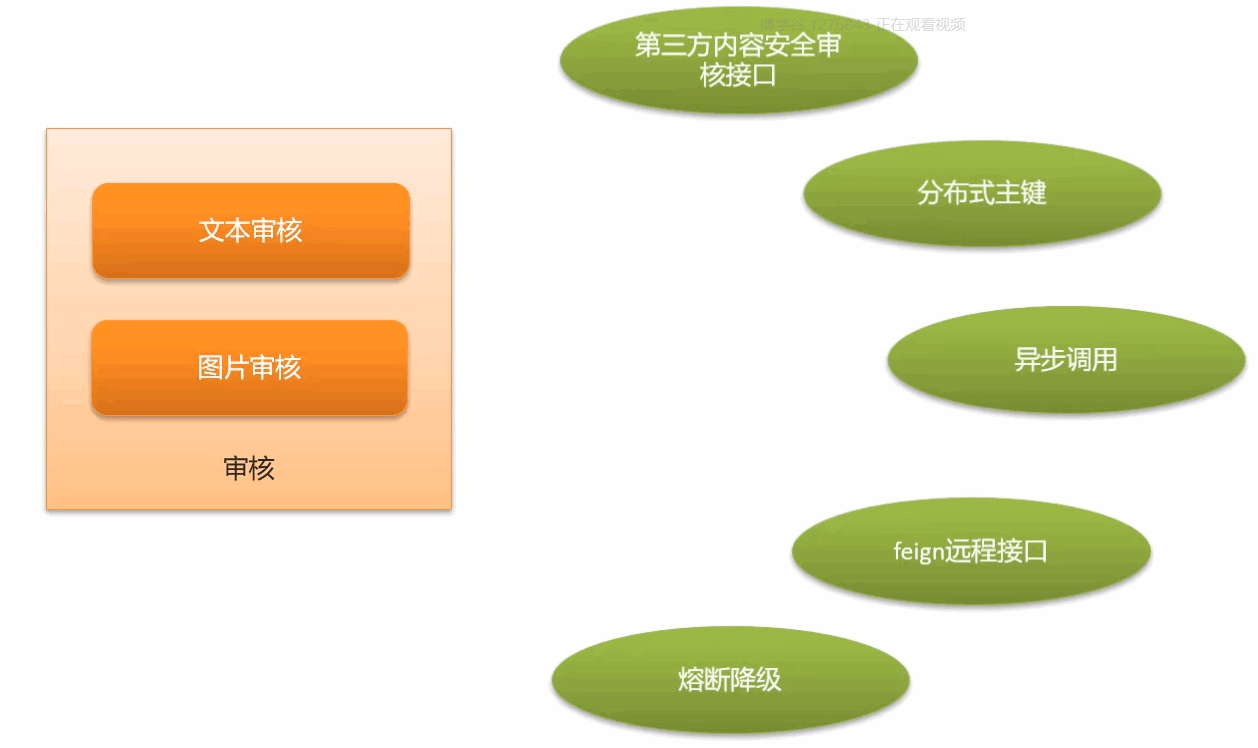 正在观看视频
第三方内容安全审
核接口
分布式主键
文本审核
异步调用
图片审核
审核
feign远程接口
熔断降级